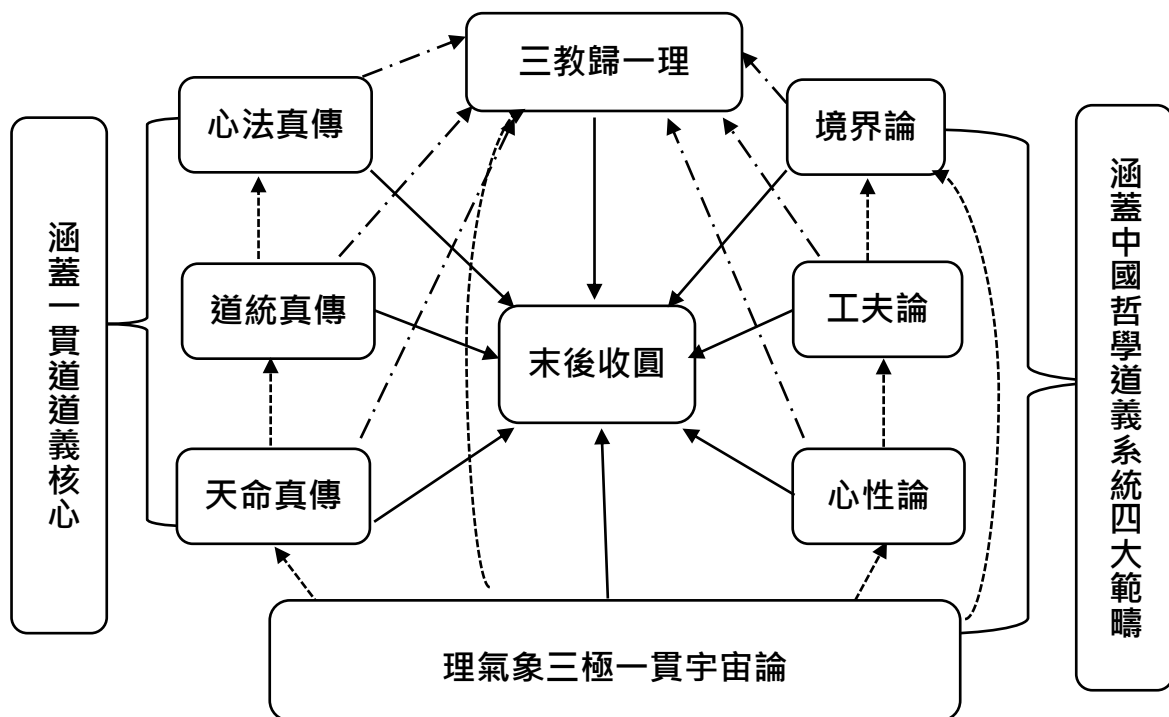 三教歸一理
心法真傳
境界論
涵蓋一貫道道義核心
涵蓋中國哲學道義系統四大範疇
道統真傳
工夫論
末後收圓
天命真傳
心性論
理氣象三極一貫宇宙論